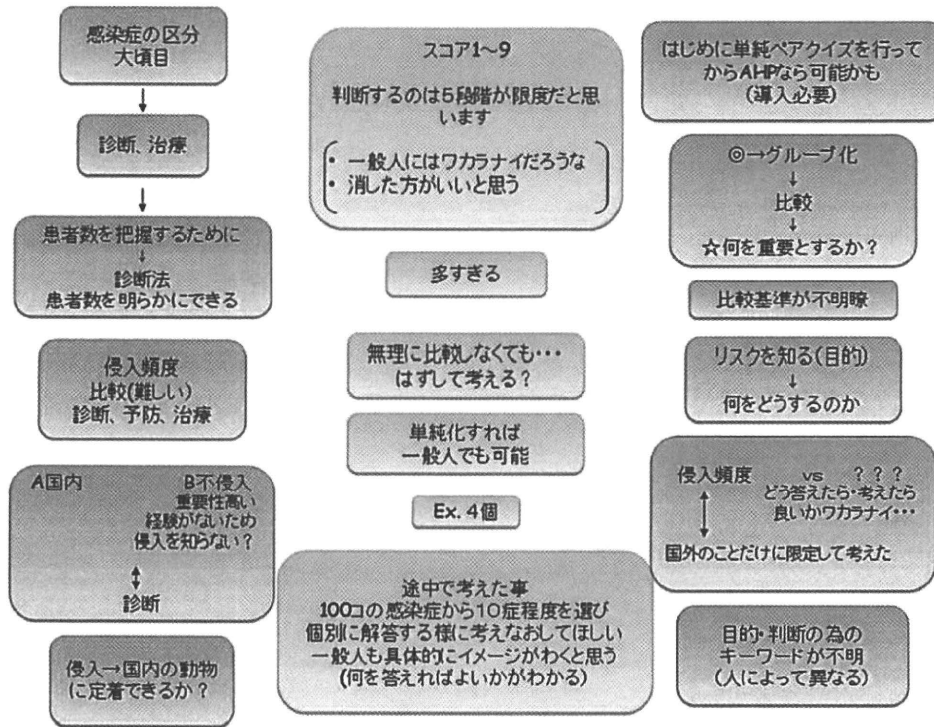 感染症の区分
大項目
↓
診断、治療
↓
患者数を把握するために
↓
診断法
患者数を明らかにできる
侵入頻度
比較(難しい)
診断、予防、治療
A国内 B不侵入
重要性高い
経験がないため
侵入を知らない?
↕
診断
侵入→国内の動物
に定着できるか?
スコア1~9
判断するのは5段階が限度だと思
います
・ 一般人にはワカラナイだろうな
・ 消した方がいいと思う
多すぎる
無理に比較しなくても・・・
はずして考える?
単純化すれば
一般人でも可能
Ex. 4個
途中で考えた事
100コの感染症から10症程度を選び
個別に解答する様に考えなおしてほしい
一般人も具体的にイメージがわくと思う
(何を答えればよいかがわかる)
はじめに単純ペアクイズを行って
からAHPなら可能かも
(導入必要)
◎→グループ化
↓
比較
↓
☆何を重要とするか?
比較基準が不明瞭
リスクを知る(目的)
↓
何をどうするのか
侵入頻度 vs ? ? ?
どう答えたら・考えたら
良いかワカラナイ・・・
↕
国外のことだけに限定して考えた
目的・判断の為の
キーワードが不明
(人によって異なる)